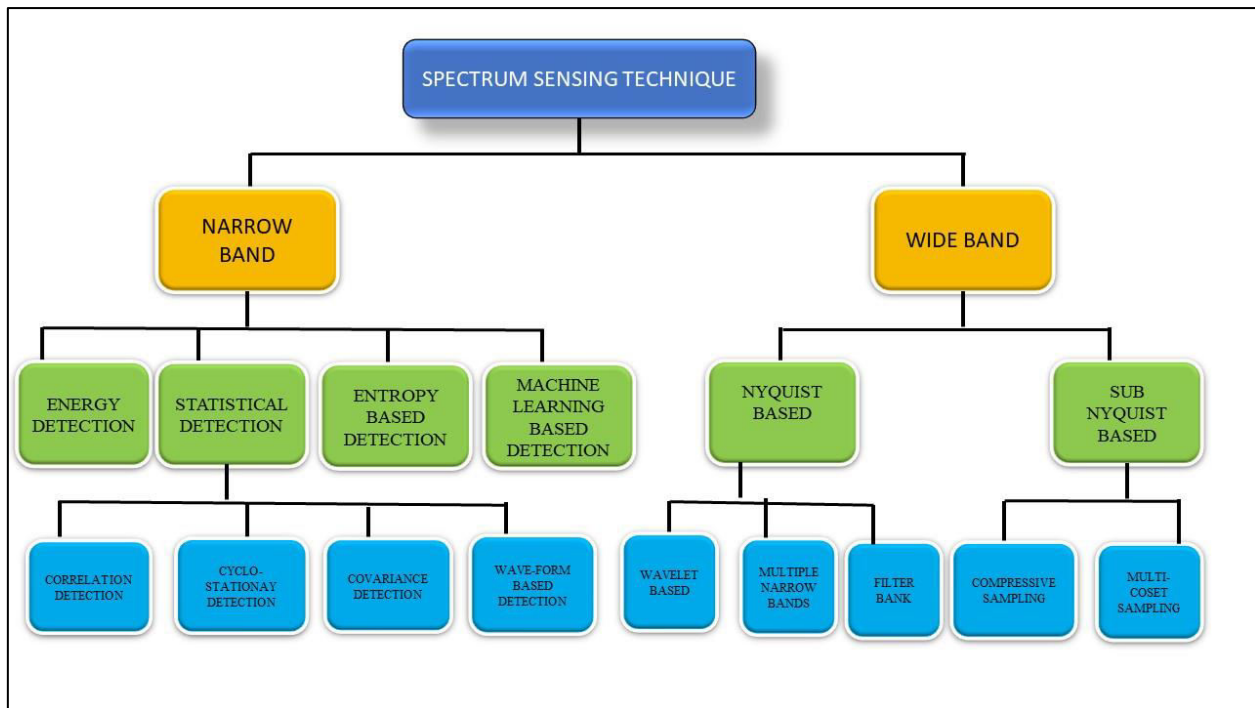 SPECTRUM SENSING TECHNIQUE
NARROW
BAND
WIDE BAND
ENERGY
DETECTION
STATISTICAL
DETECTION
ENTROPY
BASED
DETECTION
MACHINE
LEARNING
BASED
DETECTION
NYQUIST
BASED
SUB
NYQUIST
BASED
CORRELATION
DETECTION
CYCLO-
STATIONAY
DETECTION
COVARIANCE
DETECTION
WAVE-FORM
BASED
DETECTION
WAVELET
BASED
MULTIPLE
NARROW
BANDS
FILTER
BANK
COMPRESSIVE
SAMPLING
MULTI-
COSET
SAMPLING